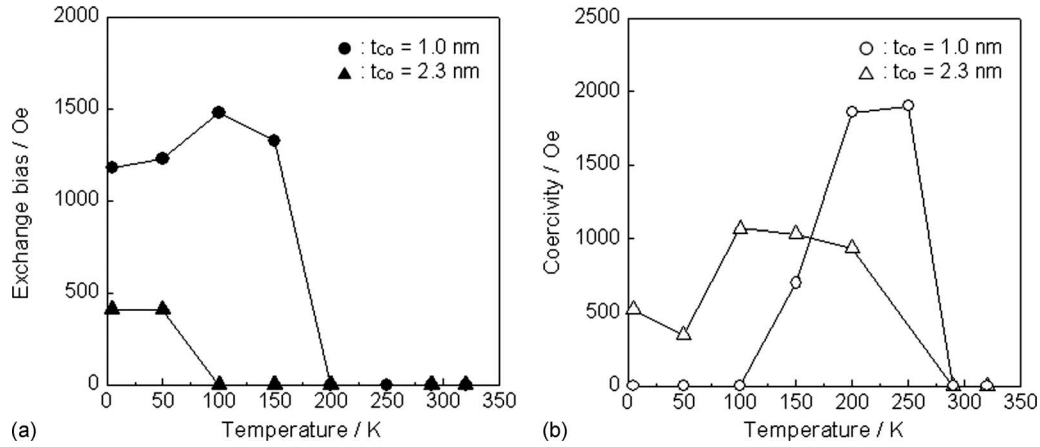 2000
1500
1000
500
0
Exchange bias / Oe
● : tCo = 1.0 nm
▲ : tCo = 2.3 nm
0 50 100 150 200 250 300 350
Temperature / K
(a)
2500
2000
1500
1000
500
0
Coercivity / Oe
○ : tCo = 1.0 nm
△ : tCo = 2.3 nm
0 50 100 150 200 250 300 350
Temperature / K
(b)